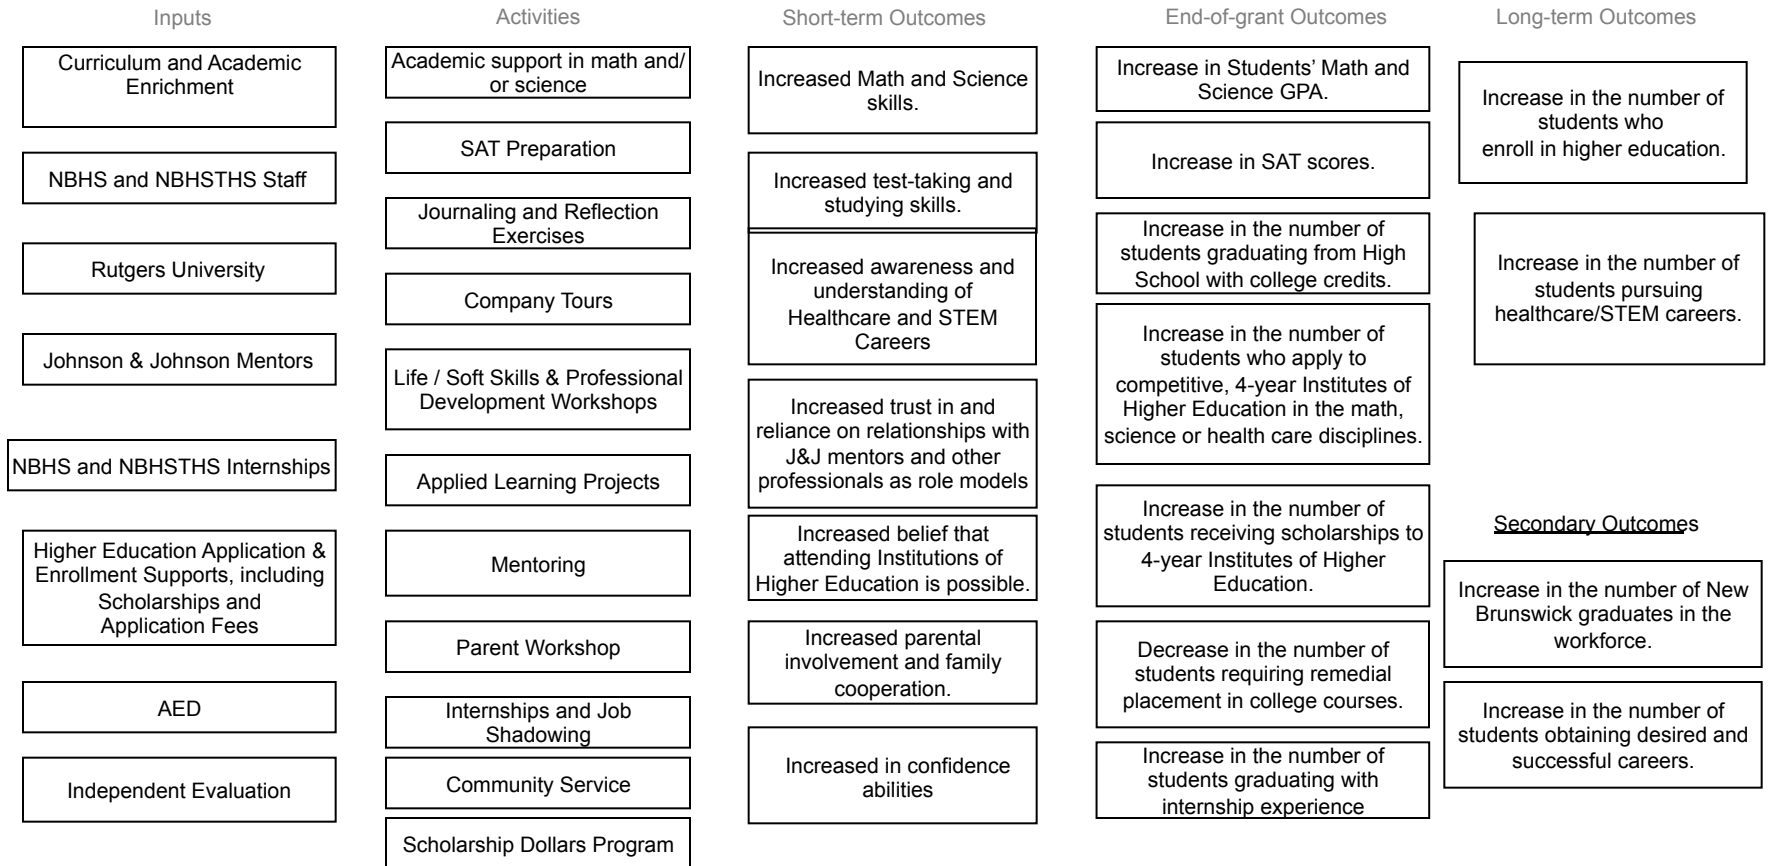 Inputs
Curriculum and Academic
Enrichment
NBHS and NBHSTHS Staff
Rutgers University
Johnson & Johnson Mentors
NBHS and NBHSTHS Internships
Higher Education Application &
Enrollment Supports, including
Scholarships and
Application Fees
AED
Independent Evaluation
Activities
Academic support in math and/
or science
SAT Preparation
Journaling and Reflection
Exercises
Company Tours
Life / Soft Skills & Professional
Development Workshops
Applied Learning Projects
Mentoring
Parent Workshop
Internships and Job
Shadowing
Community Service
Scholarship Dollars Program
Short-term Outcomes
Increased Math and Science
skills.
Increased test-taking and
studying skills.
Increased awareness and
understanding of
Healthcare and STEM
Careers
Increased trust in and
reliance on relationships with
J&J mentors and other
professionals as role models
Increased belief that
attending Institutions of
Higher Education is possible.
Increased parental
involvement and family
cooperation.
Increased in confidence
abilities
End-of-grant Outcomes
Increase in Students’ Math and
Science GPA.
Increase in SAT scores.
Increase in the number of
students graduating from High
School with college credits.
Increase in the number of
students who apply to
competitive, 4-year Institutes of
Higher Education in the math,
science or health care disciplines.
Increase in the number of
students receiving scholarships to
4-year Institutes of Higher
Education.
Decrease in the number of
students requiring remedial
placement in college courses.
Increase in the number of
students graduating with
internship experience
Long-term Outcomes
Increase in the number of
students who
enroll in higher education.
Increase in the number of
students pursuing
healthcare/STEM careers.
Secondary Outcomes
Increase in the number of New
Brunswick graduates in the
workforce.
Increase in the number of
students obtaining desired and
successful careers.